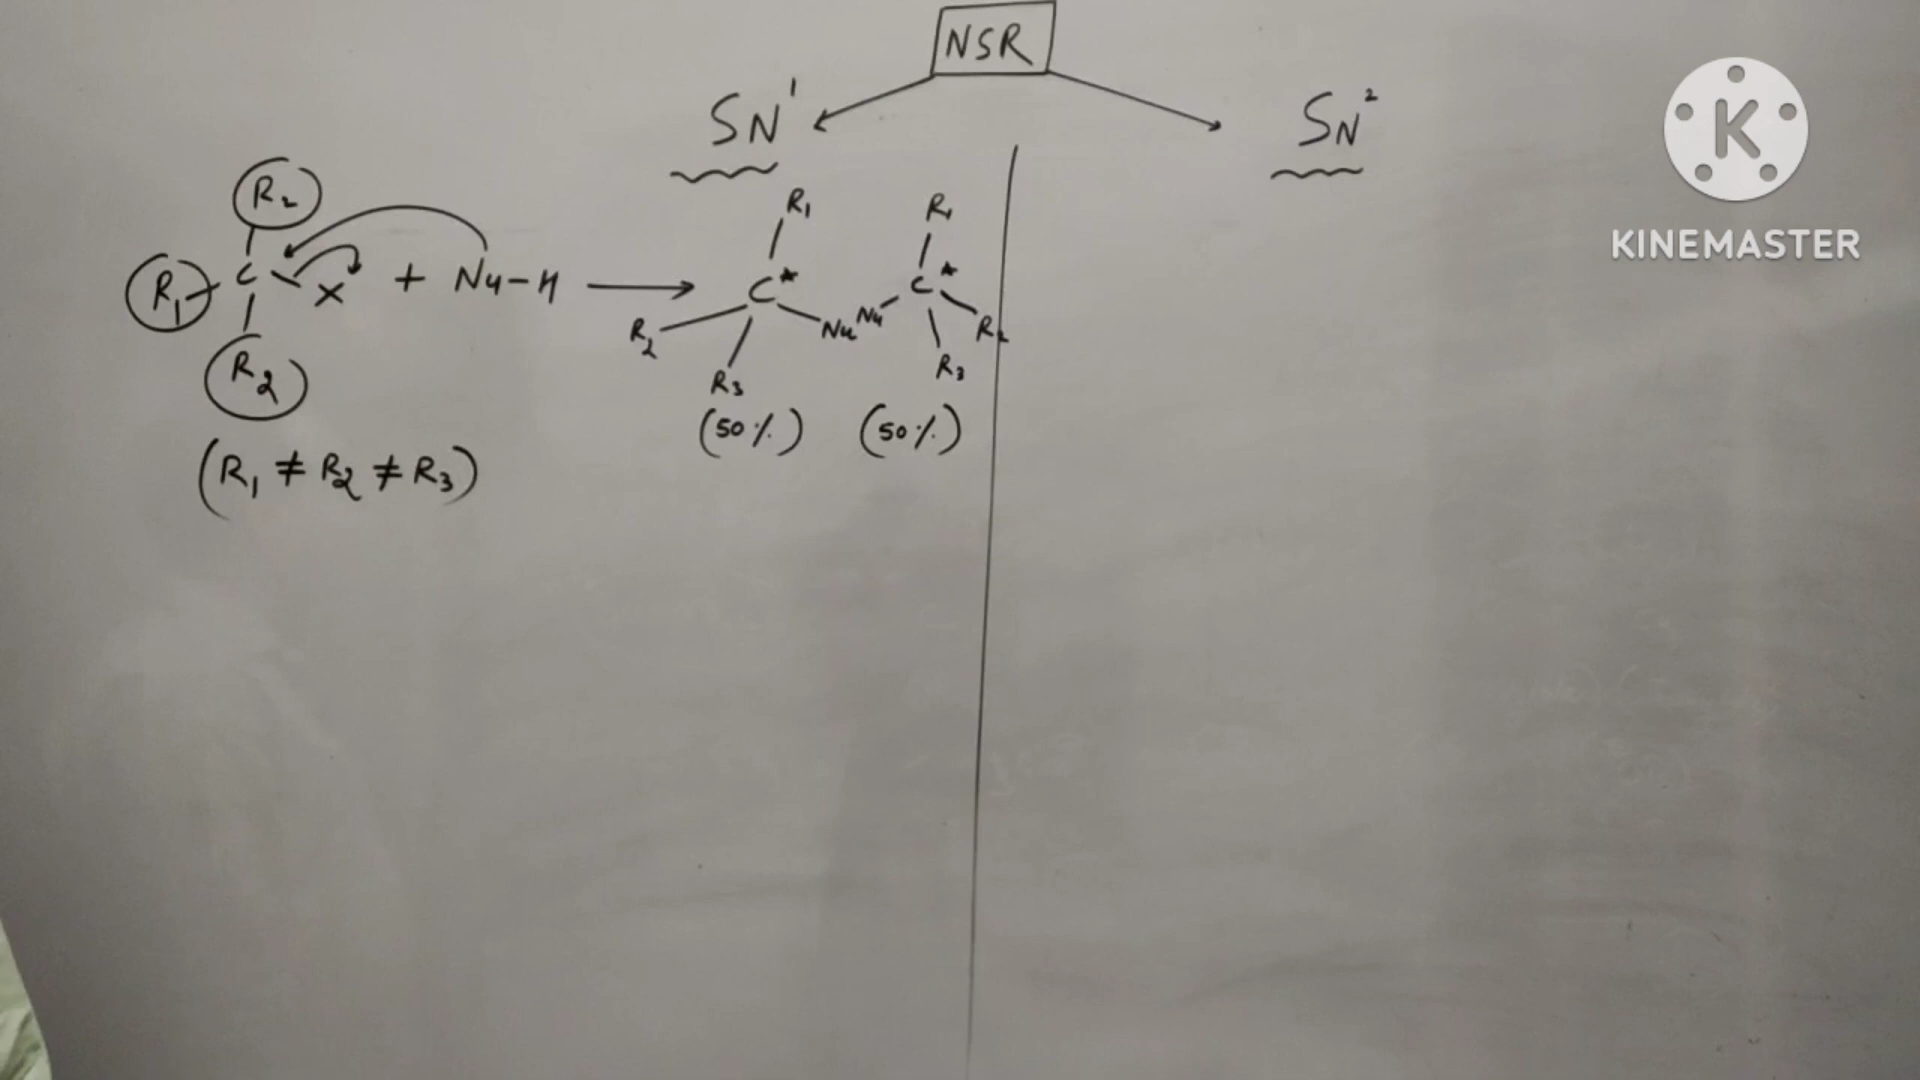 NSR
SN¹
SN²
KINEMASTER
R₂
R₁ - C - X + Nu-H →
R₂
(R₁ ≠ R₂ ≠ R₃)
R₁
C*
R₂
Nu
R₃
(50%)
R₁
C*
Nu
R₂
R₃
(50%)